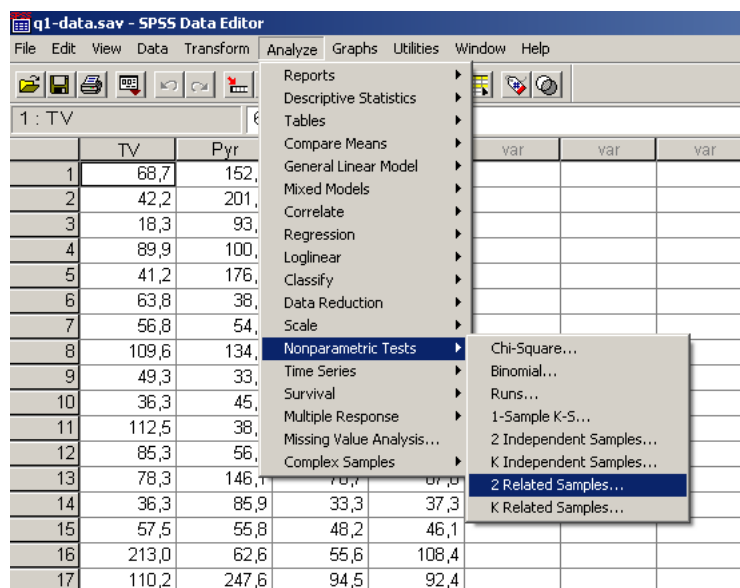 q1-data.sav - SPSS Data Editor
File Edit View Data Transform Analyze Graphs Utilities Window Help
1 : TV
TV Pyr var var var
1 68,7 152,
2 42,2 201,
3 18,3 93,
4 89,9 100,
5 41,2 176,
6 63,8 38,
7 56,8 54,
8 109,6 134,
9 49,3 33,
10 36,3 45,
11 112,5 38,
12 85,3 56,
13 78,3 146,1
14 36,3 85,9 33,3 37,3
15 57,5 55,8 48,2 46,1
16 213,0 62,6 55,6 108,4
17 110,2 247,6 94,5 92,4
Reports
Descriptive Statistics
Tables
Compare Means
General Linear Model
Mixed Models
Correlate
Regression
Loglinear
Classify
Data Reduction
Scale
Nonparametric Tests
Time Series
Survival
Multiple Response
Missing Value Analysis...
Complex Samples
Chi-Square...
Binomial...
Runs...
1-Sample K-S...
2 Independent Samples...
K Independent Samples...
2 Related Samples...
K Related Samples...